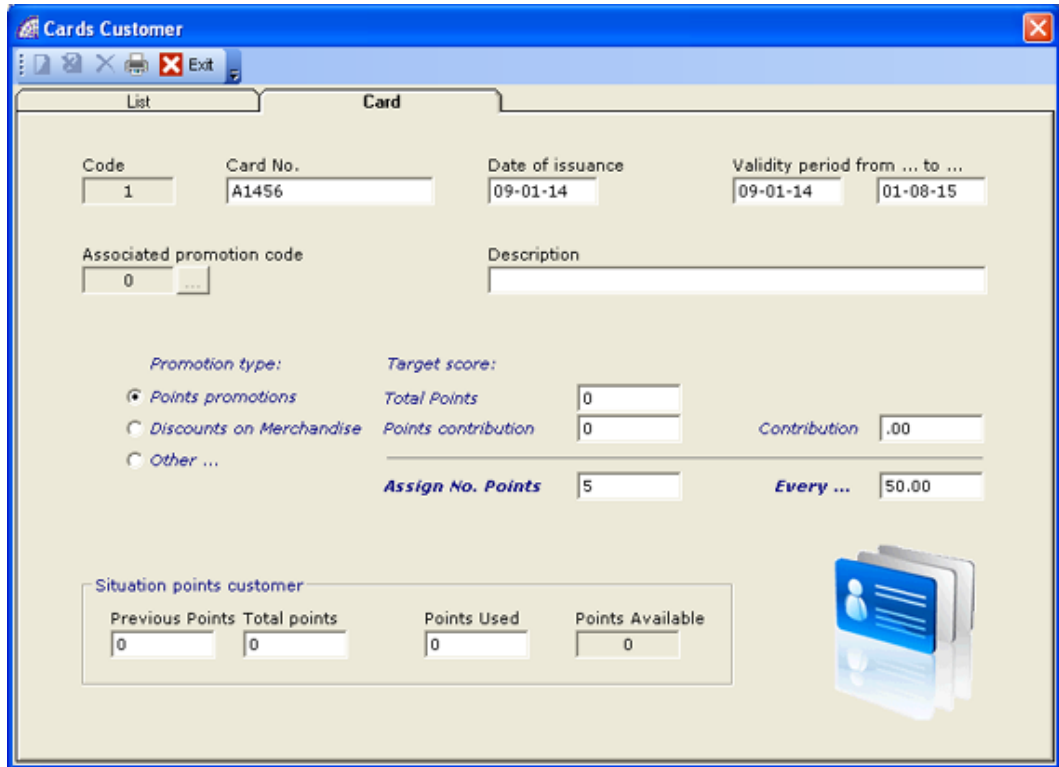 Cards Customer
Exit
List Card
Code Card No. Date of issuance Validity period from ... to ...
1 A1456 09-01-14 09-01-14 01-08-15
Associated promotion code Description
0 ...
Promotion type: Target score:
Points promotions Total Points 0
Discounts on Merchandise Points contribution 0 Contribution .00
Other ...
Assign No. Points 5 Every ... 50.00
Situation points customer
Previous Points Total points Points Used Points Available
0 0 0 0